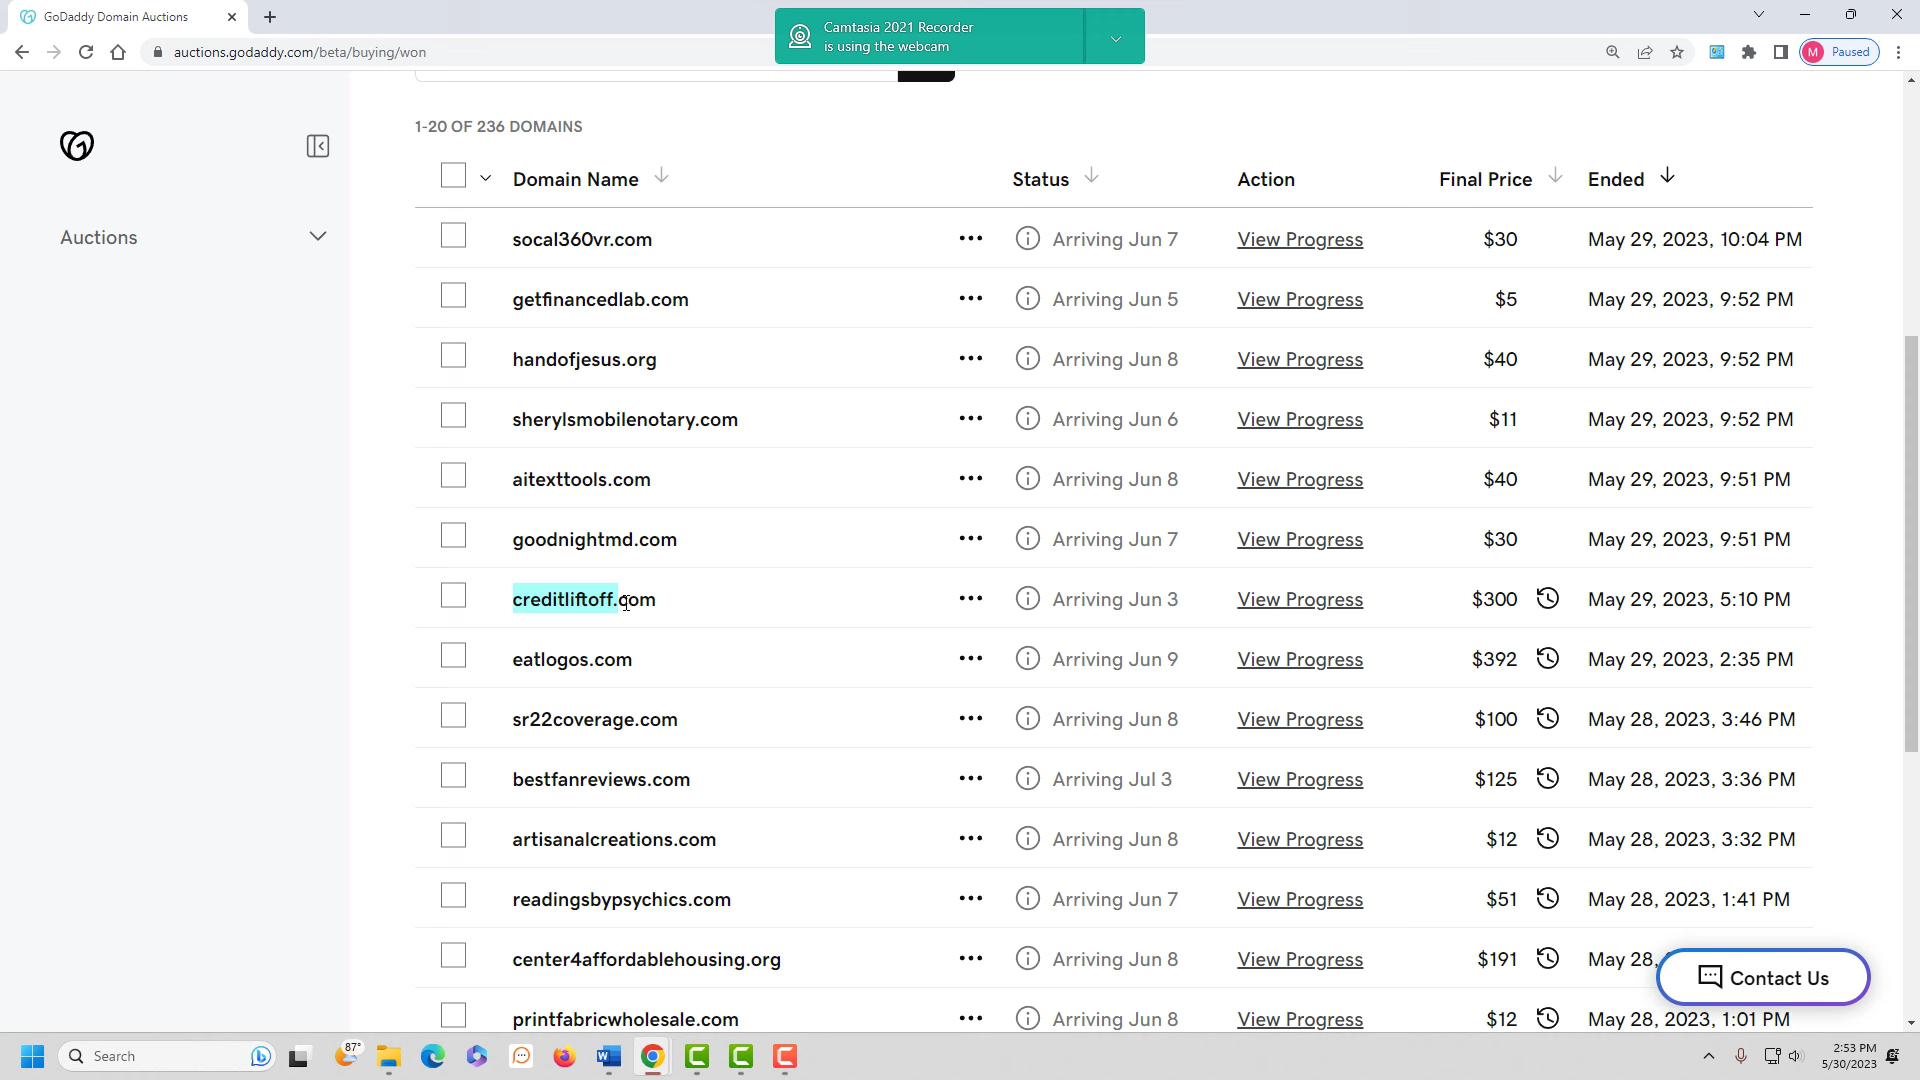 GoDaddy Domain Auctions
Camtasia 2021 Recorder
is using the webcam
auctions.godaddy.com/beta/buying/won
M Paused
1-20 OF 236 DOMAINS
Domain Name Status Action Final Price Ended
Auctions
socal360vr.com Arriving Jun 7 View Progress $30 May 29, 2023, 10:04 PM
getfinancedlab.com Arriving Jun 5 View Progress $5 May 29, 2023, 9:52 PM
handofjesus.org Arriving Jun 8 View Progress $40 May 29, 2023, 9:52 PM
sherylsmobilenotary.com Arriving Jun 6 View Progress $11 May 29, 2023, 9:52 PM
aitexttools.com Arriving Jun 8 View Progress $40 May 29, 2023, 9:51 PM
goodnightmd.com Arriving Jun 7 View Progress $30 May 29, 2023, 9:51 PM
creditliftoff.com Arriving Jun 3 View Progress $300 May 29, 2023, 5:10 PM
eatlogos.com Arriving Jun 9 View Progress $392 May 29, 2023, 2:35 PM
sr22coverage.com Arriving Jun 8 View Progress $100 May 28, 2023, 3:46 PM
bestfanreviews.com Arriving Jul 3 View Progress $125 May 28, 2023, 3:36 PM
artisanalcreations.com Arriving Jun 8 View Progress $12 May 28, 2023, 3:32 PM
readingsbypsychics.com Arriving Jun 7 View Progress $51 May 28, 2023, 1:41 PM
center4affordablehousing.org Arriving Jun 8 View Progress $191 May 28,
Contact Us
printfabricwholesale.com Arriving Jun 8 View Progress $12 May 28, 2023, 1:01 PM
Search
87°
2:53 PM
5/30/2023